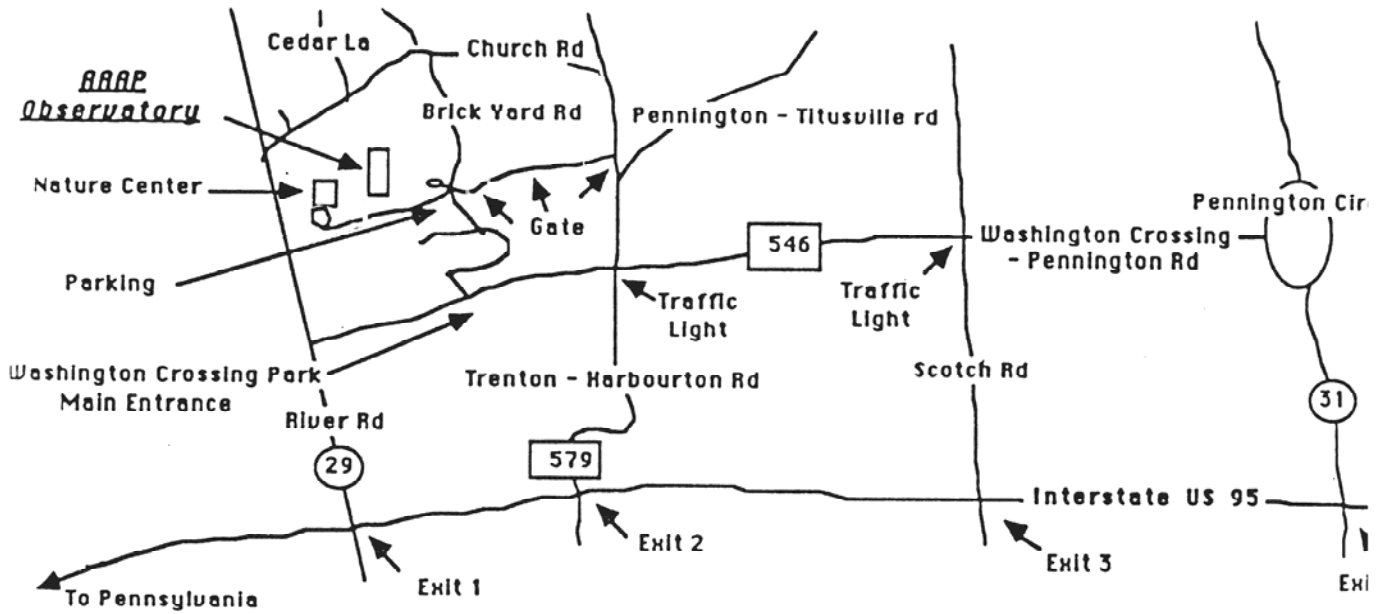 Cedar La
Church Rd
AAAP
Observatory
Brick Yard Rd
Pennington - Titusville rd
Nature Center
Gate
Pennington Cir
546
Washington Crossing
- Pennington Rd
Parking
Traffic
Light
Traffic
Light
Washington Crossing Park
Main Entrance
Trenton - Harbourton Rd
Scotch Rd
River Rd
31
29
579
Interstate US 95
Exit 2
Exit 3
Exit 1
Exi
To Pennsylvania